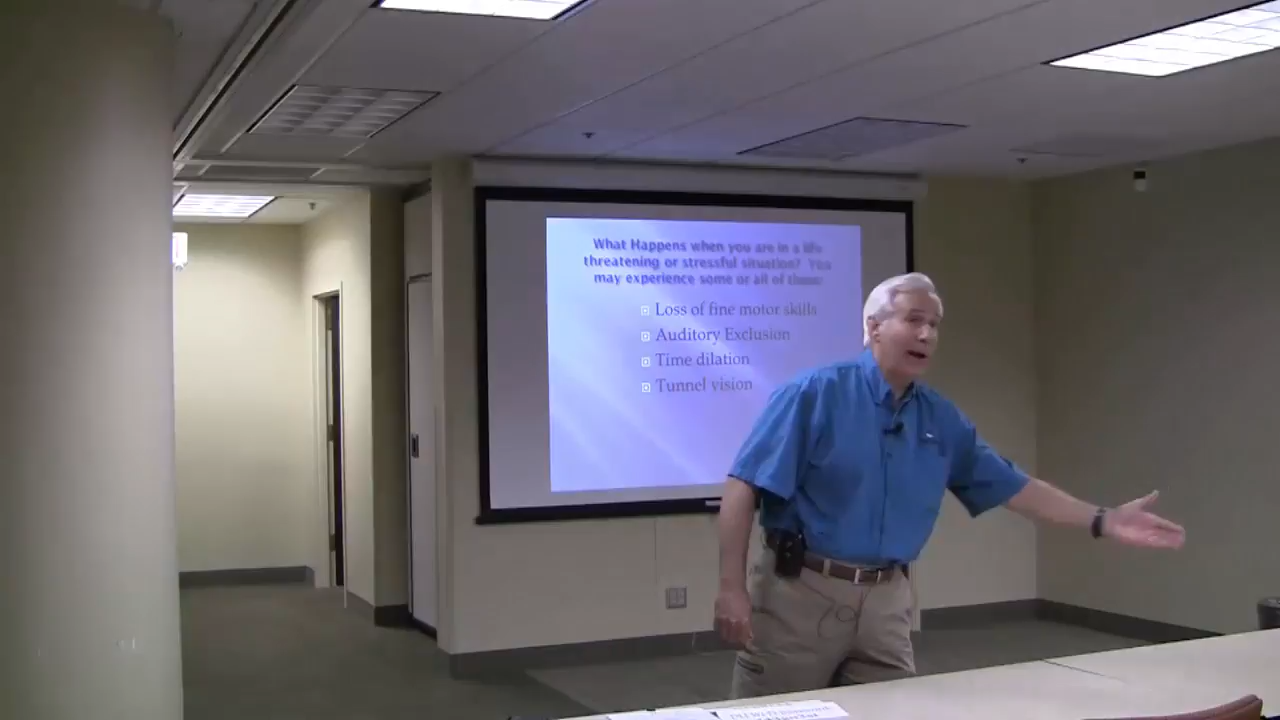 What Happens when you are in a life
threatening or stressful situation? You
may experience some or all of these:
Loss of fine motor skills
Auditory Exclusion
Time dilation
Tunnel vision